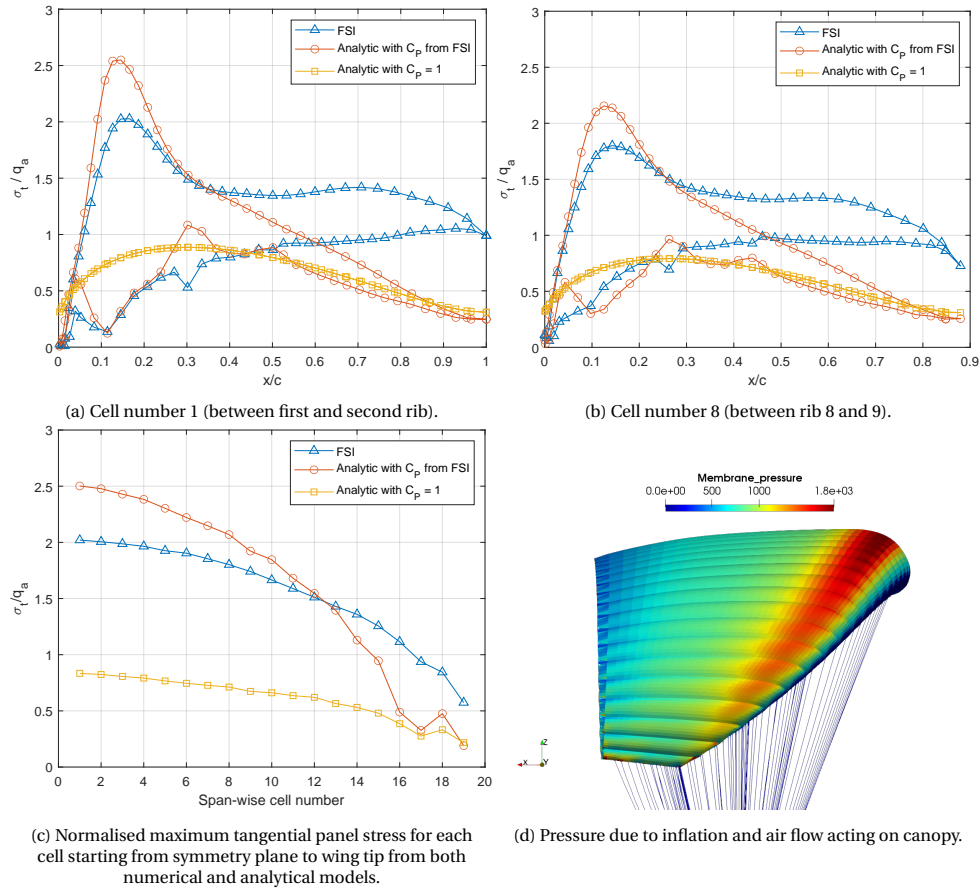 FSI
Analytic with C_P from FSI
Analytic with C_P = 1
σ_t / q_a
3
2.5
2
1.5
1
0.5
0
0 0.1 0.2 0.3 0.4 0.5 0.6 0.7 0.8 0.9 1
x/c
(a) Cell number 1 (between first and second rib).
FSI
Analytic with C_P from FSI
Analytic with C_P = 1
σ_t / q_a
3
2.5
2
1.5
1
0.5
0
0 0.1 0.2 0.3 0.4 0.5 0.6 0.7 0.8 0.9
x/c
(b) Cell number 8 (between rib 8 and 9).
FSI
Analytic with C_P from FSI
Analytic with C_P = 1
σ_t/q_a
3
2.5
2
1.5
1
0.5
0
0 2 4 6 8 10 12 14 16 18 20
Span-wise cell number
(c) Normalised maximum tangential panel stress for each
cell starting from symmetry plane to wing tip from both
numerical and analytical models.
Membrane_pressure
0.0e+00 500 1000 1.8e+03
Z
X
Y
(d) Pressure due to inflation and air flow acting on canopy.